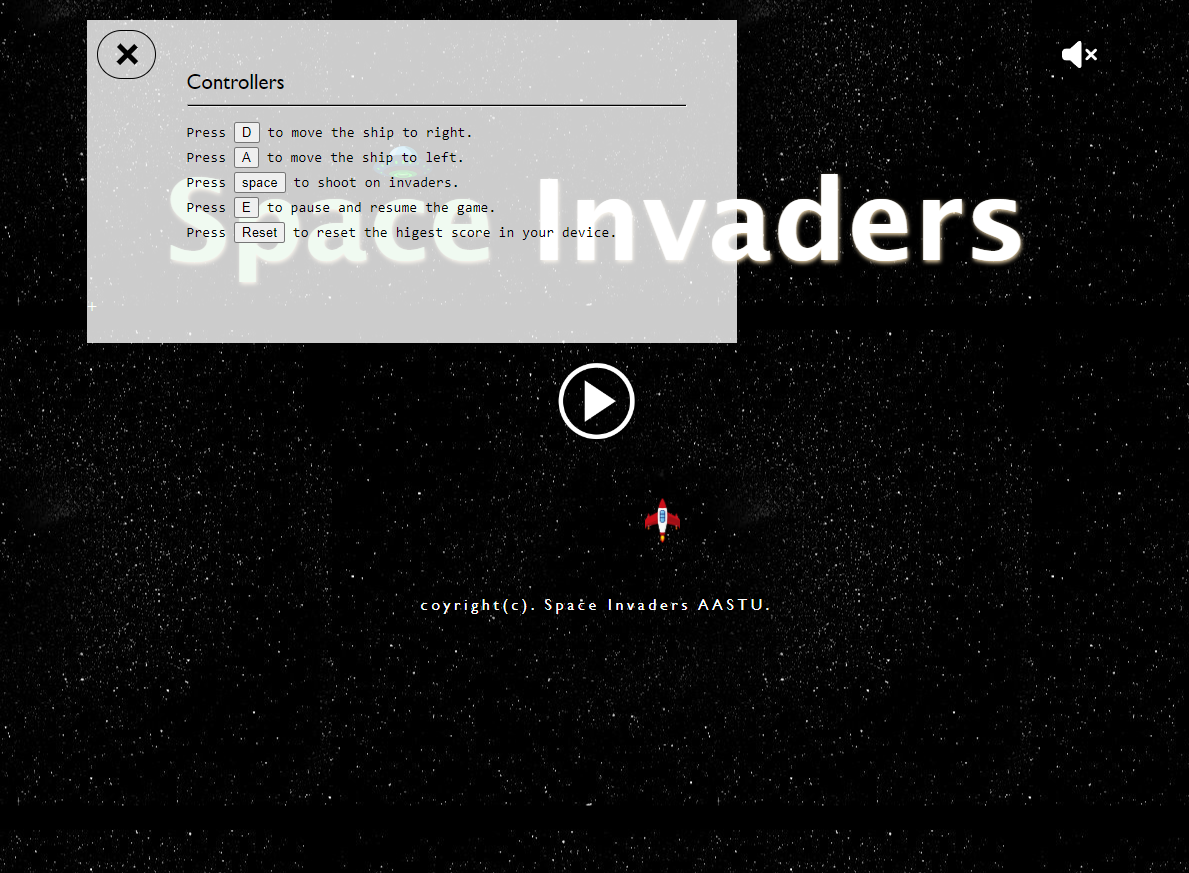 Controllers
Press D to move the ship to right.
Press A to move the ship to left.
Press space to shoot on invaders.
Press E to pause and resume the game.
Press Reset to reset the higest score in your device.
Space Invaders
coyright(c). Space Invaders AASTU.